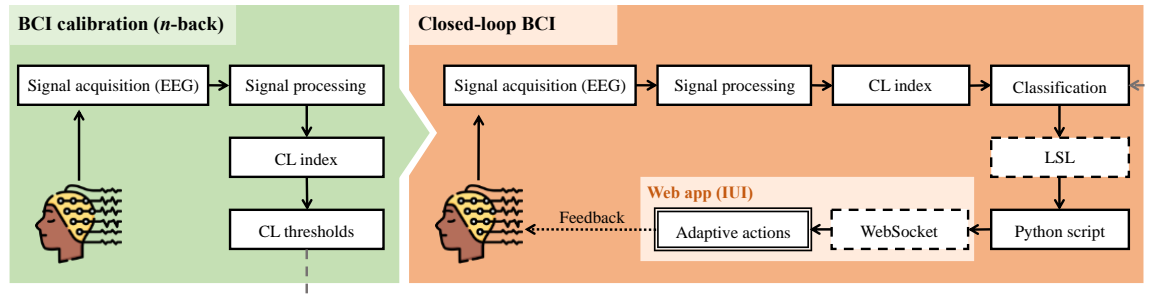 BCI calibration (n-back)
Signal acquisition (EEG)
Signal processing
CL index
CL thresholds
Closed-loop BCI
Signal acquisition (EEG)
Signal processing
CL index
Classification
LSL
Python script
Web app (IUI)
WebSocket
Adaptive actions
Feedback